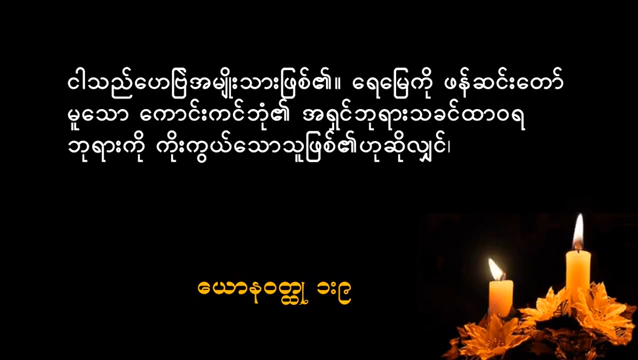 ငါသည်ဟေဗြဲအမျိုးသားဖြစ်၏။ ရေမြေကို ဖန်ဆင်းတော်
မူသော ကောင်းကင်ဘုံ၏ အရှင်ဘုရားသခင်ထာဝရ
ဘုရားကို ကိုးကွယ်သောသူဖြစ်၏ဟုဆိုလျှင်၊
ယောနဝတ္ထု ၁း၉